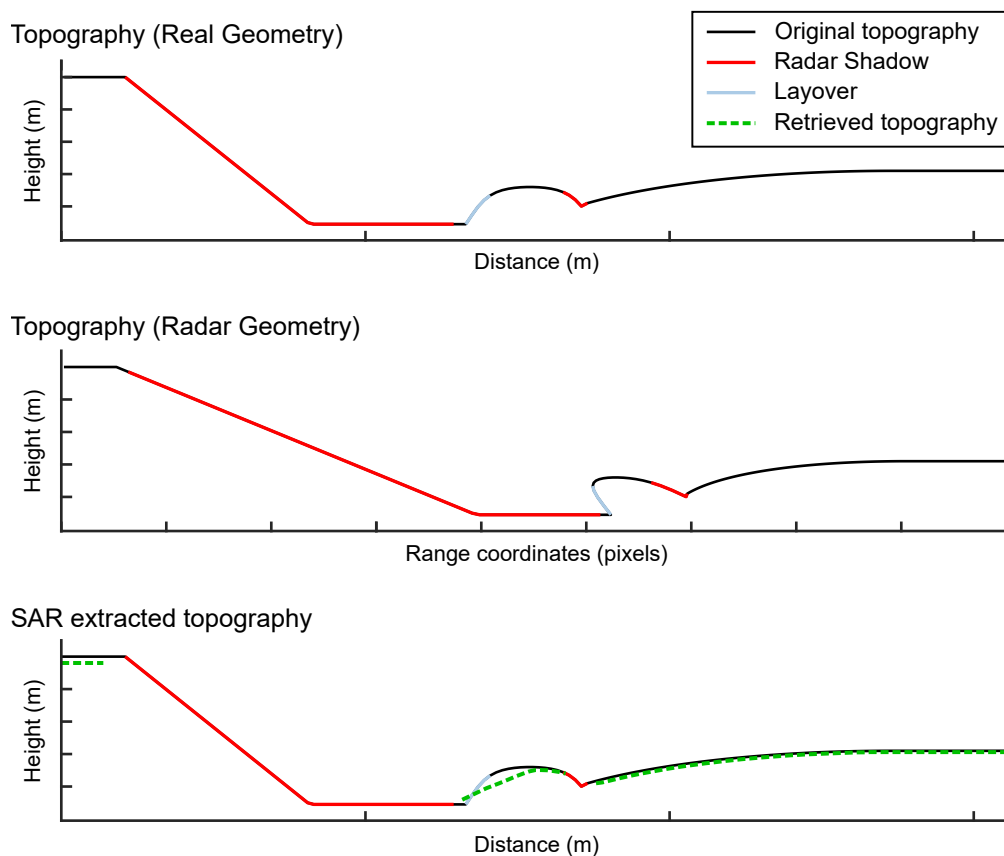 Topography (Real Geometry)
Original topography
Radar Shadow
Layover
Retrieved topography
Height (m)
Distance (m)
Topography (Radar Geometry)
Height (m)
Range coordinates (pixels)
SAR extracted topography
Height (m)
Distance (m)